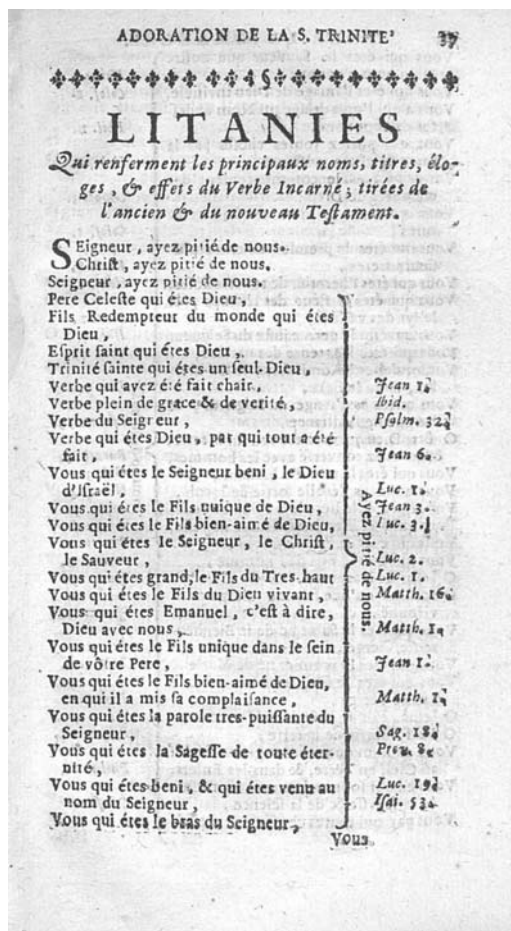 ADORATION DE LA S. TRINITE' 37
LITANIES
Qui renferment les principaux noms, titres, élo-
ges, & effets du Verbe Incarné; tirées de
l'ancien & du nouveau Teſtament.
SEigneur, ayez pitié de nous.
Chriſt, ayez pitié de nous.
Seigneur, ayez pitié de nous.
Pere Celeſte qui étes Dieu,
Fils Redempteur du monde qui étes
Dieu,
Eſprit ſaint qui étes Dieu,
Trinité ſainte qui étes un ſeul Dieu,
Verbe qui avez été fait chair, Jean 1.
Verbe plein de grace & de verité, Ibid.
Verbe du Seigneur, Pſalm. 32.
Verbe qui étes Dieu, par qui tout a été
fait, Jean 6.
Vous qui étes le Seigneur beni, le Dieu
d'Iſraël, Luc. 1.
Vous qui étes le Fils unique de Dieu, Jean 3.
Vous qui étes le Fils bien-aimé de Dieu, Luc. 3.
Vous qui étes le Seigneur, le Chriſt,
le Sauveur, Luc. 2.
Vous qui étes grand, le Fils du Tres-haut Luc. 1.
Vous qui étes le Fils du Dieu vivant, Matth. 16.
Vous qui étes Emanuel, c'eſt à dire,
Dieu avec nous, Matth. 1.
Vous qui étes le Fils unique dans le ſein
de vôtre Pere, Jean 1.
Vous qui étes le Fils bien-aimé de Dieu,
en qui il a mis ſa complaiſance, Matth. 1
Vous qui étes la parole tres-puiſſante du
Seigneur, Sag. 18.
Vous qui étes la Sageſſe de toute éter- Prov. 8.
nité,
Vous qui étes beni, & qui étes venu au Luc. 19.
nom du Seigneur, Iſai. 53.
Vous qui étes le bras du Seigneur,
Ayez pitié de nous.
Vous